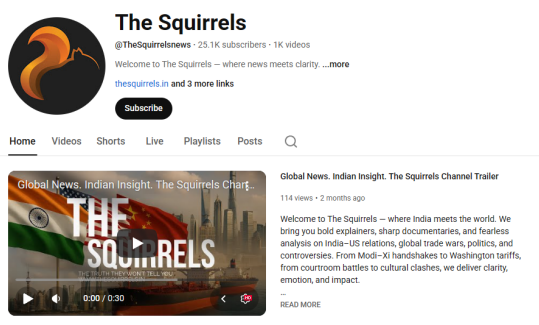 The Squirrels
@TheSquirrelsnews · 25.1K subscribers · 1K videos
Welcome to The Squirrels — where news meets clarity. ...more
thesquirrels.in and 3 more links
Subscribe
Home Videos Shorts Live Playlists Posts
Global News. Indian Insight. The Squirrels Chan...
THE
SQUIRRELS
THE TRUTH THEY WON'T TELL YOU
0:00 / 0:30
HD
Global News. Indian Insight. The Squirrels Channel Trailer
114 views • 2 months ago
Welcome to The Squirrels — where India meets the world. We
bring you bold explainers, sharp documentaries, and fearless
analysis on India–US relations, global trade wars, politics, and
controversies. From Modi–Xi handshakes to Washington tariffs,
from courtroom battles to cultural clashes, we deliver clarity,
emotion, and impact.
...
READ MORE